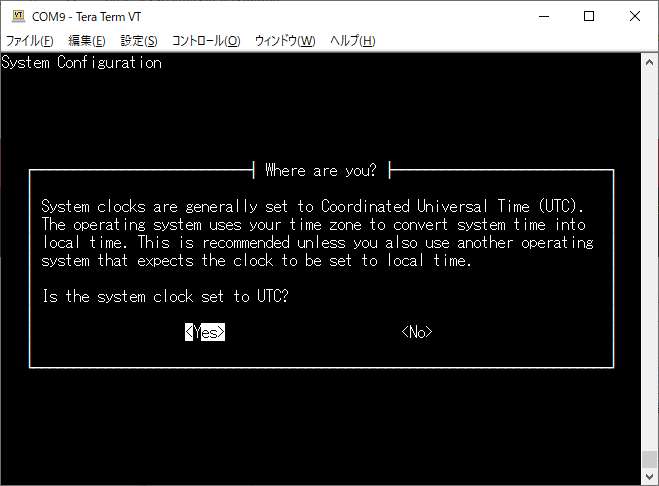 COM9 - Tera Term VT
ファイル(F) 編集(E) 設定(S) コントロール(O) ウィンドウ(W) ヘルプ(H)
System Configuration
Where are you?
System clocks are generally set to Coordinated Universal Time (UTC).
The operating system uses your time zone to convert system time into
local time. This is recommended unless you also use another operating
system that expects the clock to be set to local time.
Is the system clock set to UTC?
<Yes> <No>